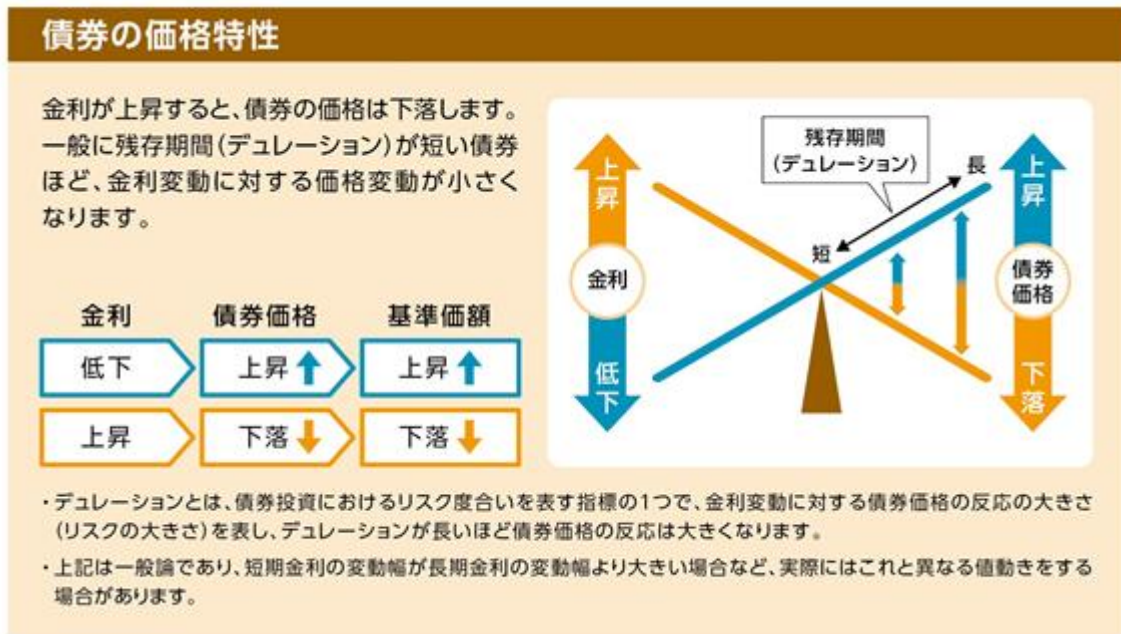 債券の価格特性
金利が上昇すると、債券の価格は下落します。
一般に残存期間(デュレーション)が短い債券
ほど、金利変動に対する価格変動が小さく
なります。
金利 債券価格 基準価額
低下 上昇 上昇
上昇 下落 下落
残存期間
(デュレーション)
長
短
上昇
金利
低下
上昇
債券
価格
下落
・デュレーションとは、債券投資におけるリスク度合いを表す指標の1つで、金利変動に対する債券価格の反応の大きさ
(リスクの大きさ)を表し、デュレーションが長いほど債券価格の反応は大きくなります。
・上記は一般論であり、短期金利の変動幅が長期金利の変動幅より大きい場合など、実際にはこれと異なる値動きをする
場合があります。